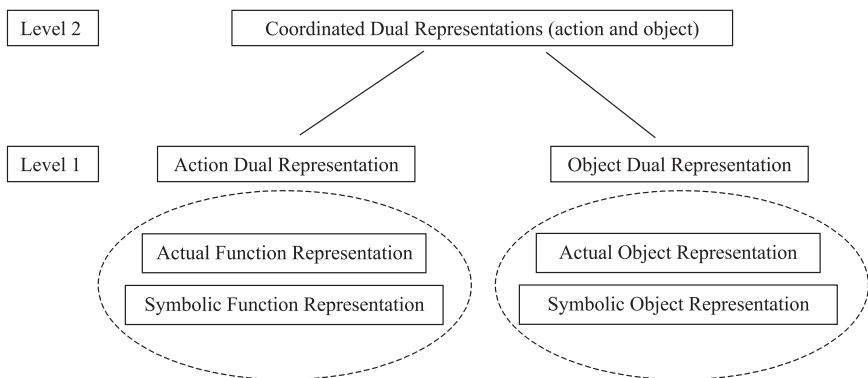 Level 2
Coordinated Dual Representations (action and object)
Level 1
Action Dual Representation
Object Dual Representation
Actual Function Representation
Actual Object Representation
Symbolic Function Representation
Symbolic Object Representation